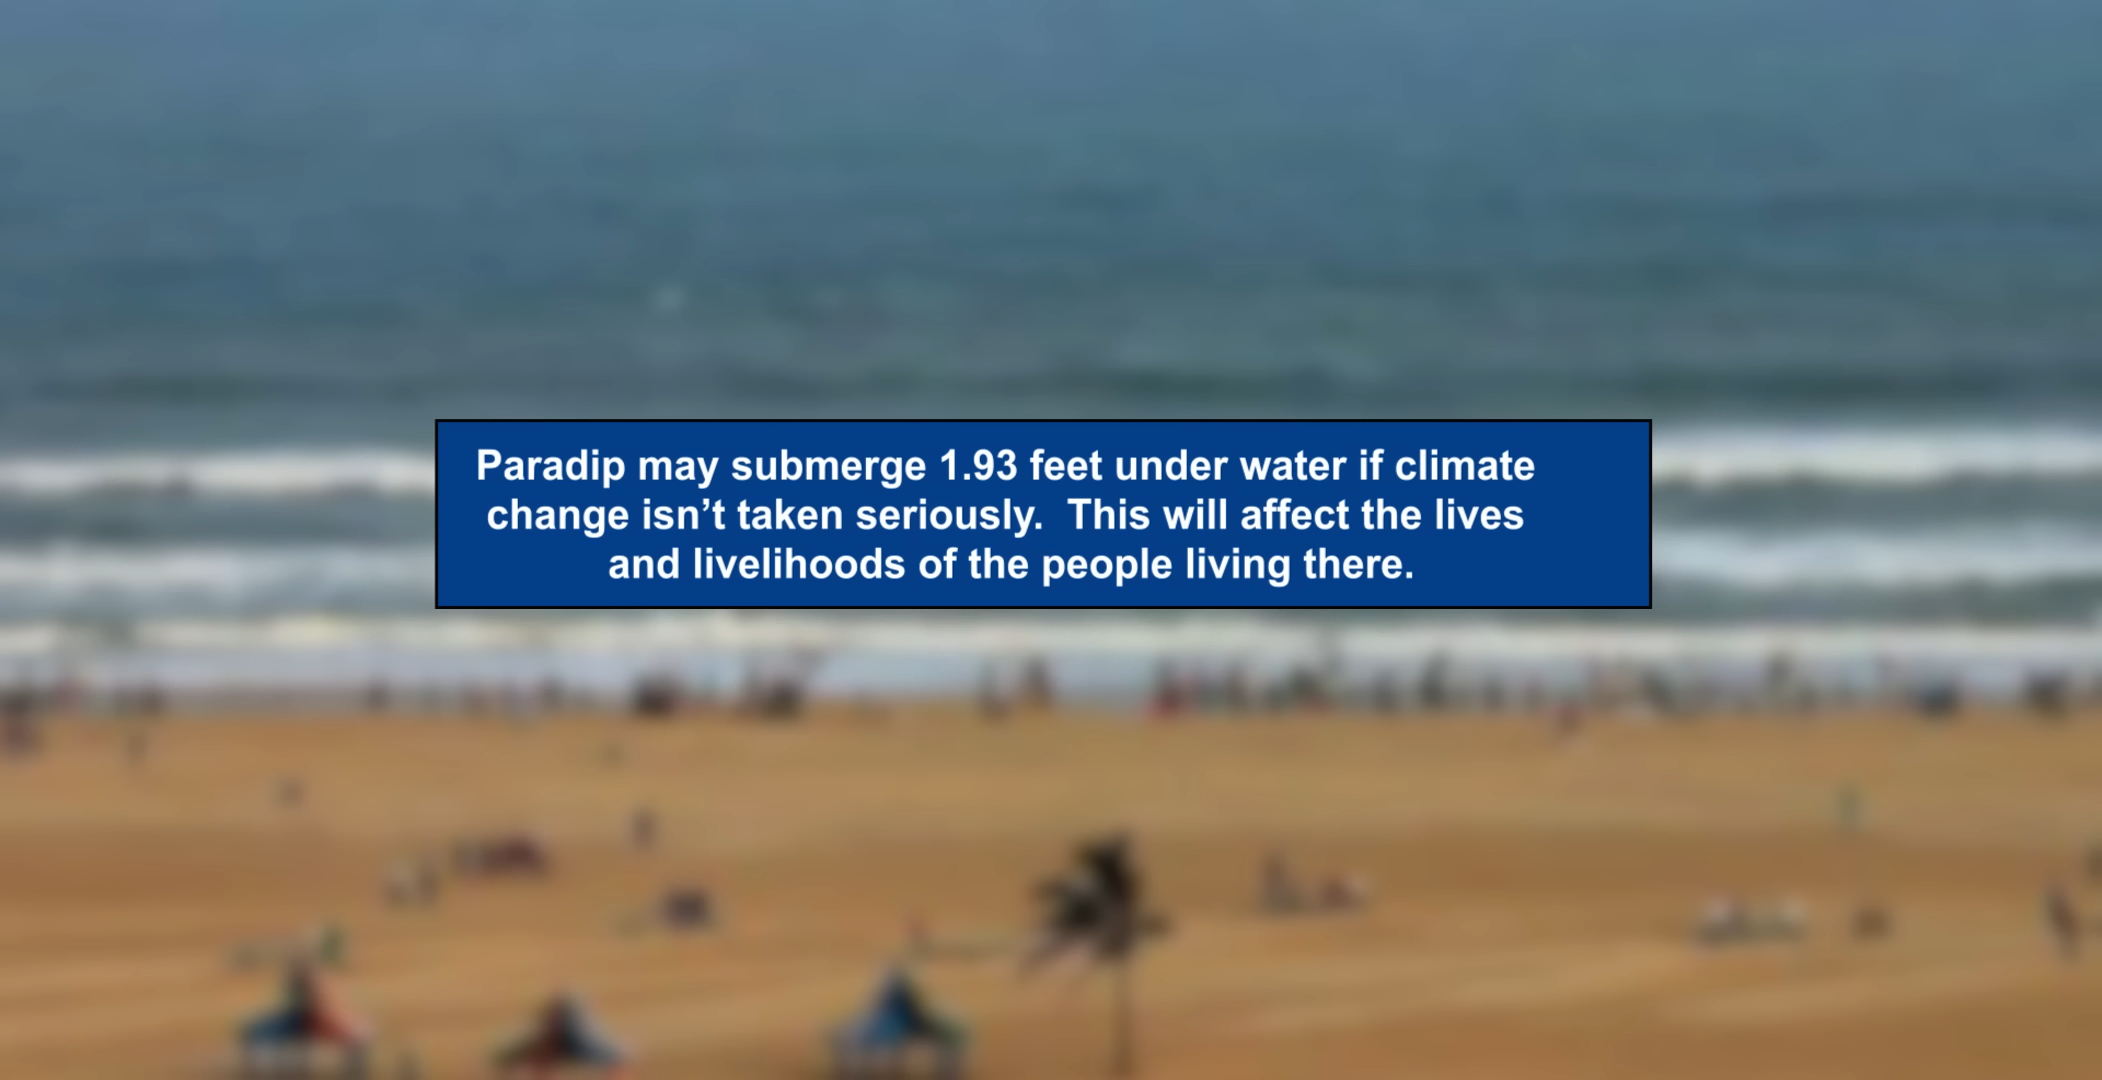 Paradip may submerge 1.93 feet under water if climate
change isn’t taken seriously.  This will affect the lives
and livelihoods of the people living there.